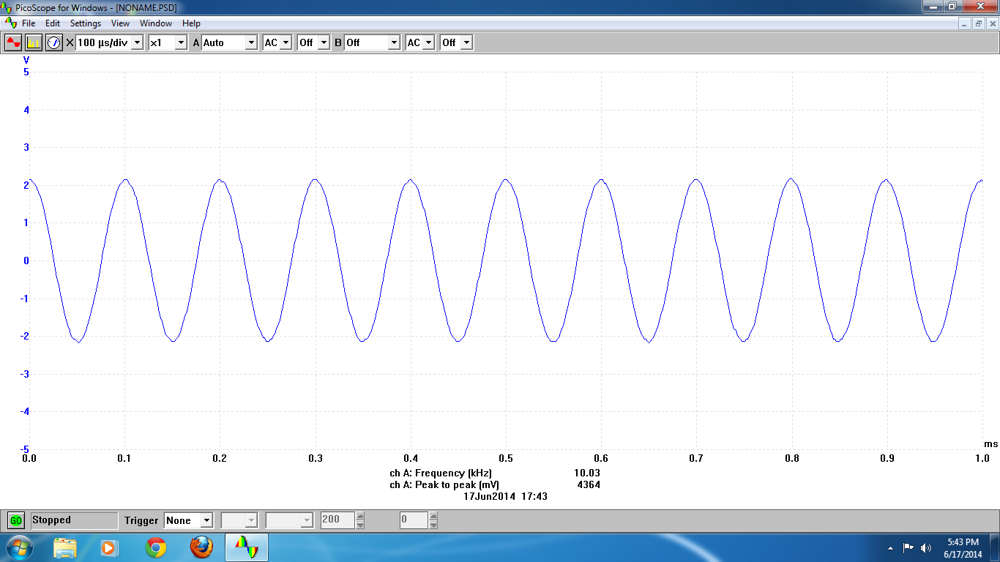 PicoScope for Windows - [NONAME.PSD]
File Edit Settings View Window Help
X 100 µs/div x1 A Auto AC Off B Off AC Off
V
5
4
3
2
1
0
-1
-2
-3
-4
-5
ms
0.0 0.1 0.2 0.3 0.4 0.5 0.6 0.7 0.8 0.9 1.0
ch A: Frequency (kHz) 10.03
ch A: Peak to peak (mV) 4364
17Jun2014 17:43
GO Stopped Trigger None 200 0
5:43 PM
6/17/2014